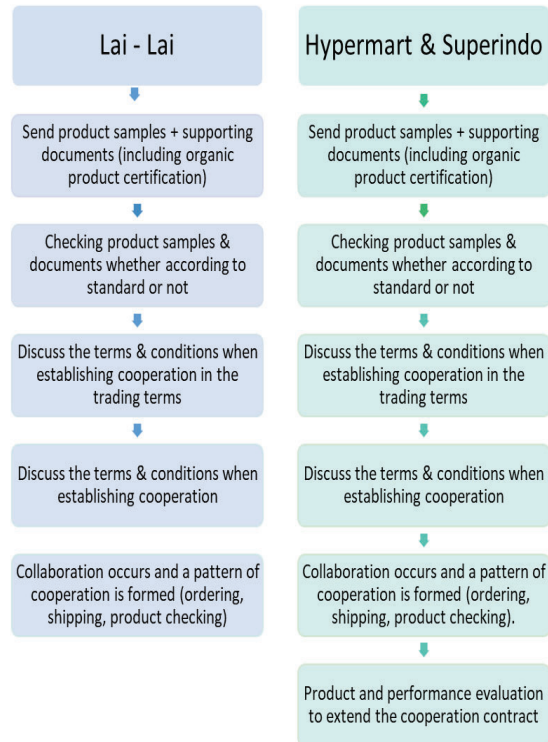 Lai - Lai
Send product samples + supporting
documents (including organic
product certification)
Checking product samples &
documents whether according to
standard or not
Discuss the terms & conditions when
establishing cooperation in the
trading terms
Discuss the terms & conditions when
establishing cooperation
Collaboration occurs and a pattern of
cooperation is formed (ordering,
shipping, product checking)
Hypermart & Superindo
Send product samples + supporting
documents (including organic
product certification)
Checking product samples &
documents whether according to
standard or not
Discuss the terms & conditions when
establishing cooperation in the
trading terms
Discuss the terms & conditions when
establishing cooperation
Collaboration occurs and a pattern of
cooperation is formed (ordering,
shipping, product checking).
Product and performance evaluation
to extend the cooperation contract